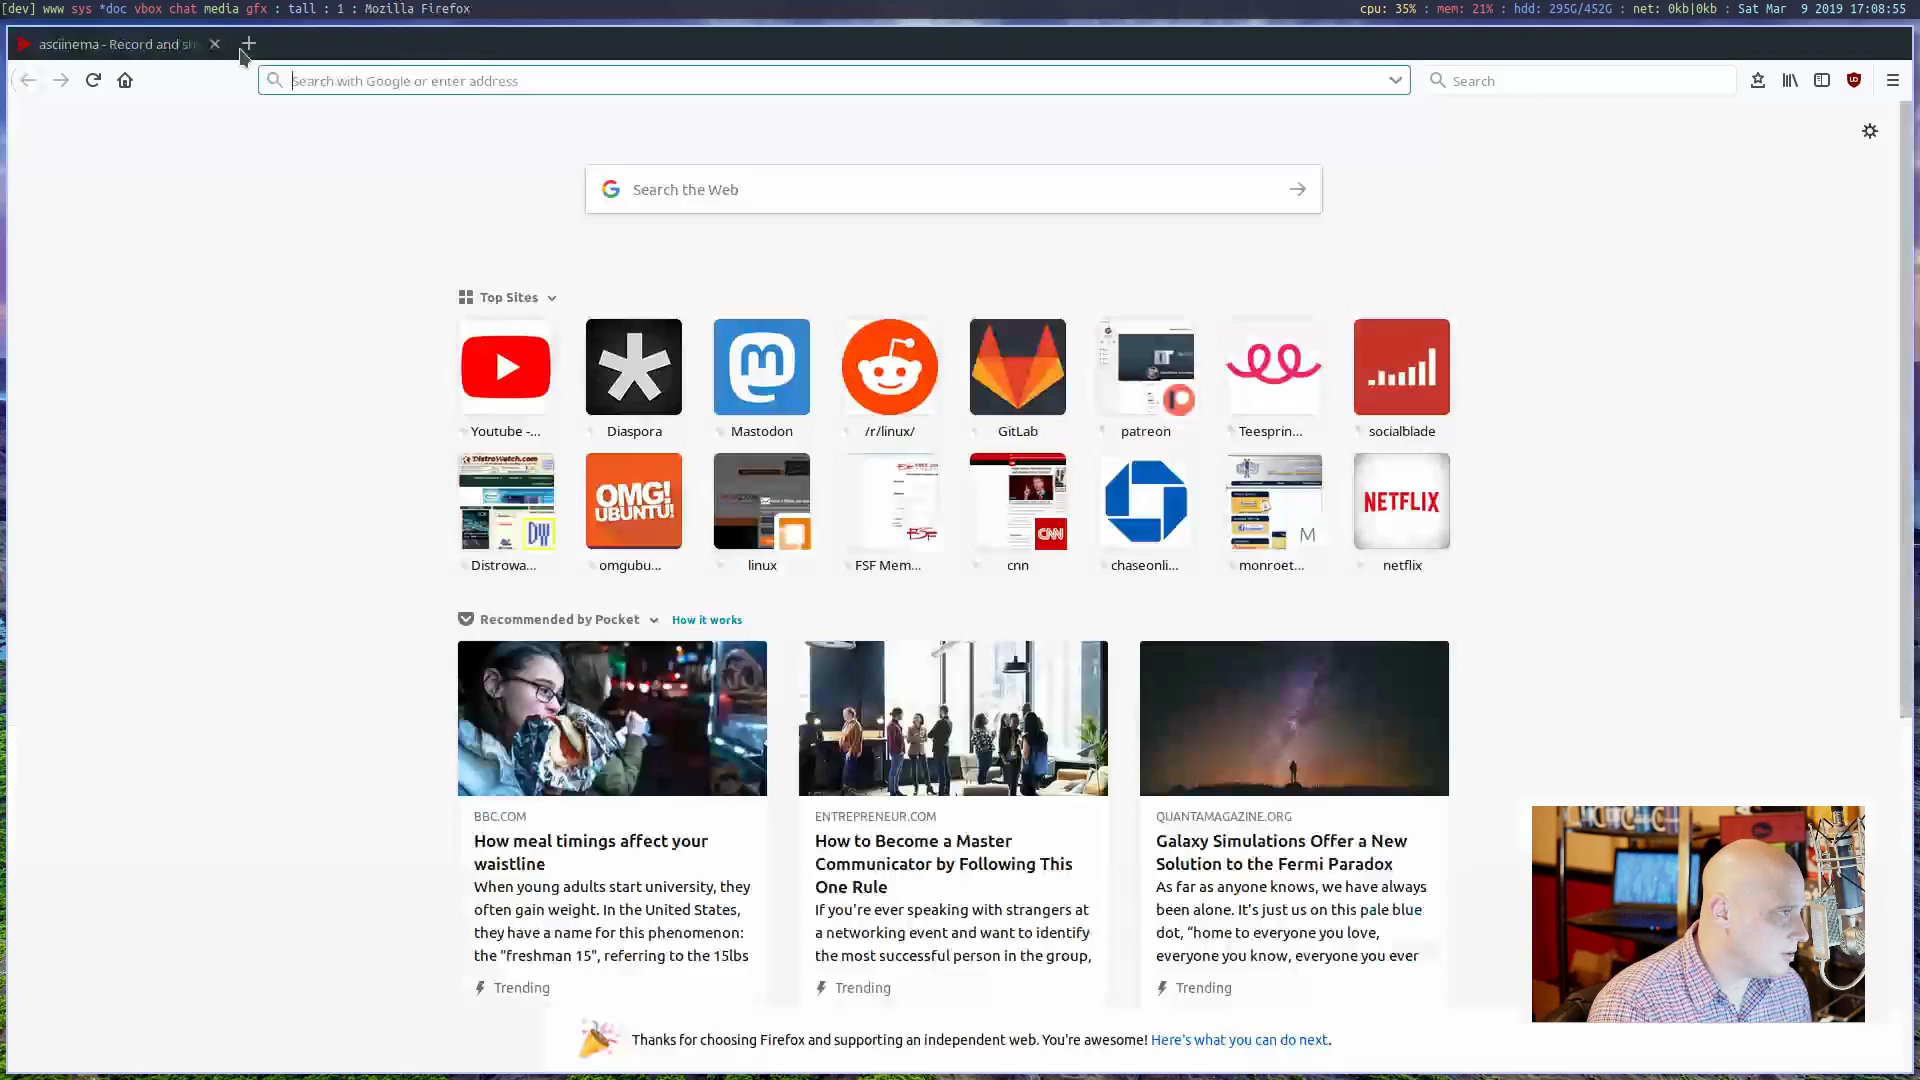 [dev] www sys *doc vbox chat media gfx : tall : 1 : Mozilla Firefox
cpu: 35% : mem: 21% : hdd: 295G/452G : net: 0kb|0kb : Sat Mar 9 2019 17:08:55
asciinema - Record and sh
Search with Google or enter address
Search
Search the Web
Top Sites
Youtube -...
Diaspora
Mastodon
/r/linux/
GitLab
patreon
Teesprin...
socialblade
DistroWatch.com
DW
OMG!
UBUNTU!
CNN
M
NETFLIX
Distrowa...
omgubu...
linux
FSF Mem...
cnn
chaseonli...
monroet...
netflix
Recommended by Pocket
How it works
BBC.COM
How meal timings affect your
waistline
When young adults start university, they
often gain weight. In the United States,
they have a name for this phenomenon:
the "freshman 15", referring to the 15lbs
Trending
ENTREPRENEUR.COM
How to Become a Master
Communicator by Following This
One Rule
If you're ever speaking with strangers at
a networking event and want to identify
the most successful person in the group,
Trending
QUANTAMAGAZINE.ORG
Galaxy Simulations Offer a New
Solution to the Fermi Paradox
As far as anyone knows, we have always
been alone. It's just us on this pale blue
dot, “home to everyone you love,
everyone you know, everyone you ever
Trending
Thanks for choosing Firefox and supporting an independent web. You're awesome! Here's what you can do next.